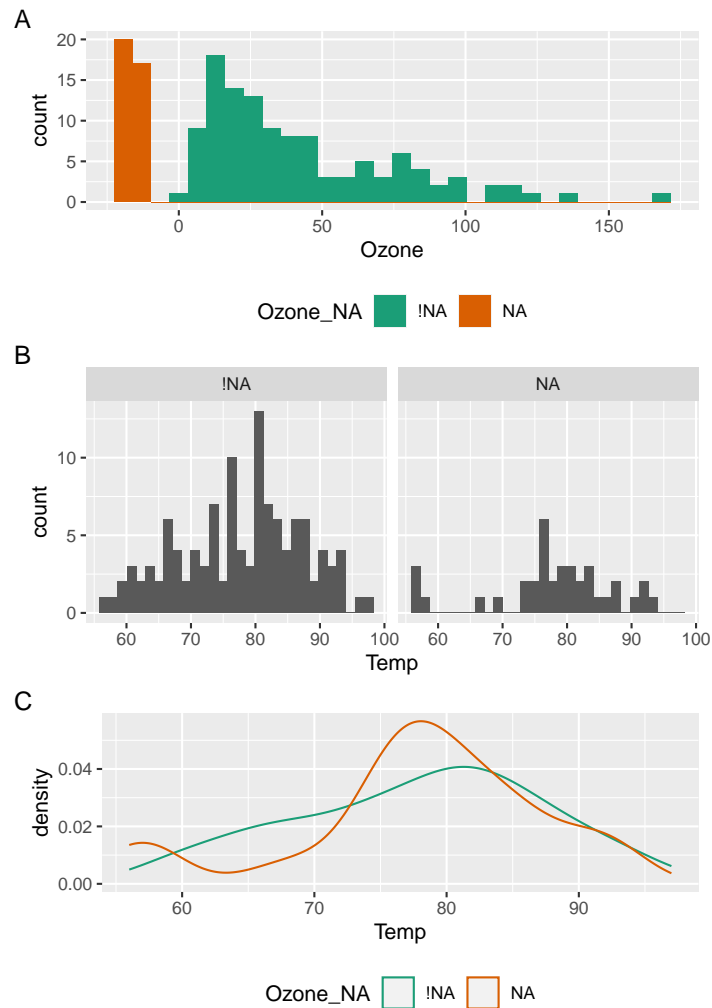 A
20
15
10
5
0
count
0 50 100 150
Ozone
Ozone_NA !NA NA
B
!NA NA
10
5
0
count
60 70 80 90 100 60 70 80 90 100
Temp
C
0.04
0.02
0.00
density
60 70 80 90
Temp
Ozone_NA !NA NA